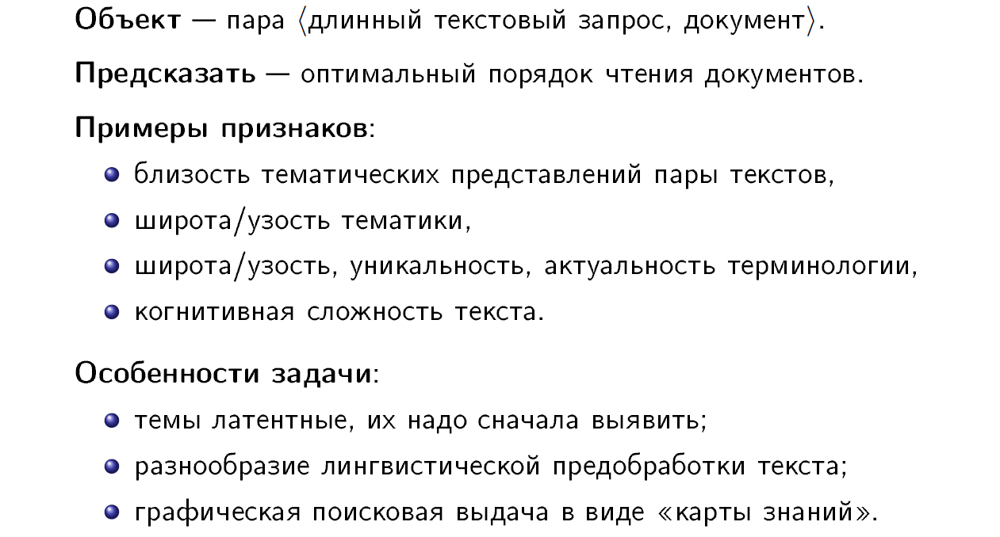 Объект — пара ⟨длинный текстовый запрос, документ⟩.
Предсказать — оптимальный порядок чтения документов.
Примеры признаков:
близость тематических представлений пары текстов,
широта/узость тематики,
широта/узость, уникальность, актуальность терминологии,
когнитивная сложность текста.
Особенности задачи:
темы латентные, их надо сначала выявить;
разнообразие лингвистической предобработки текста;
графическая поисковая выдача в виде «карты знаний».